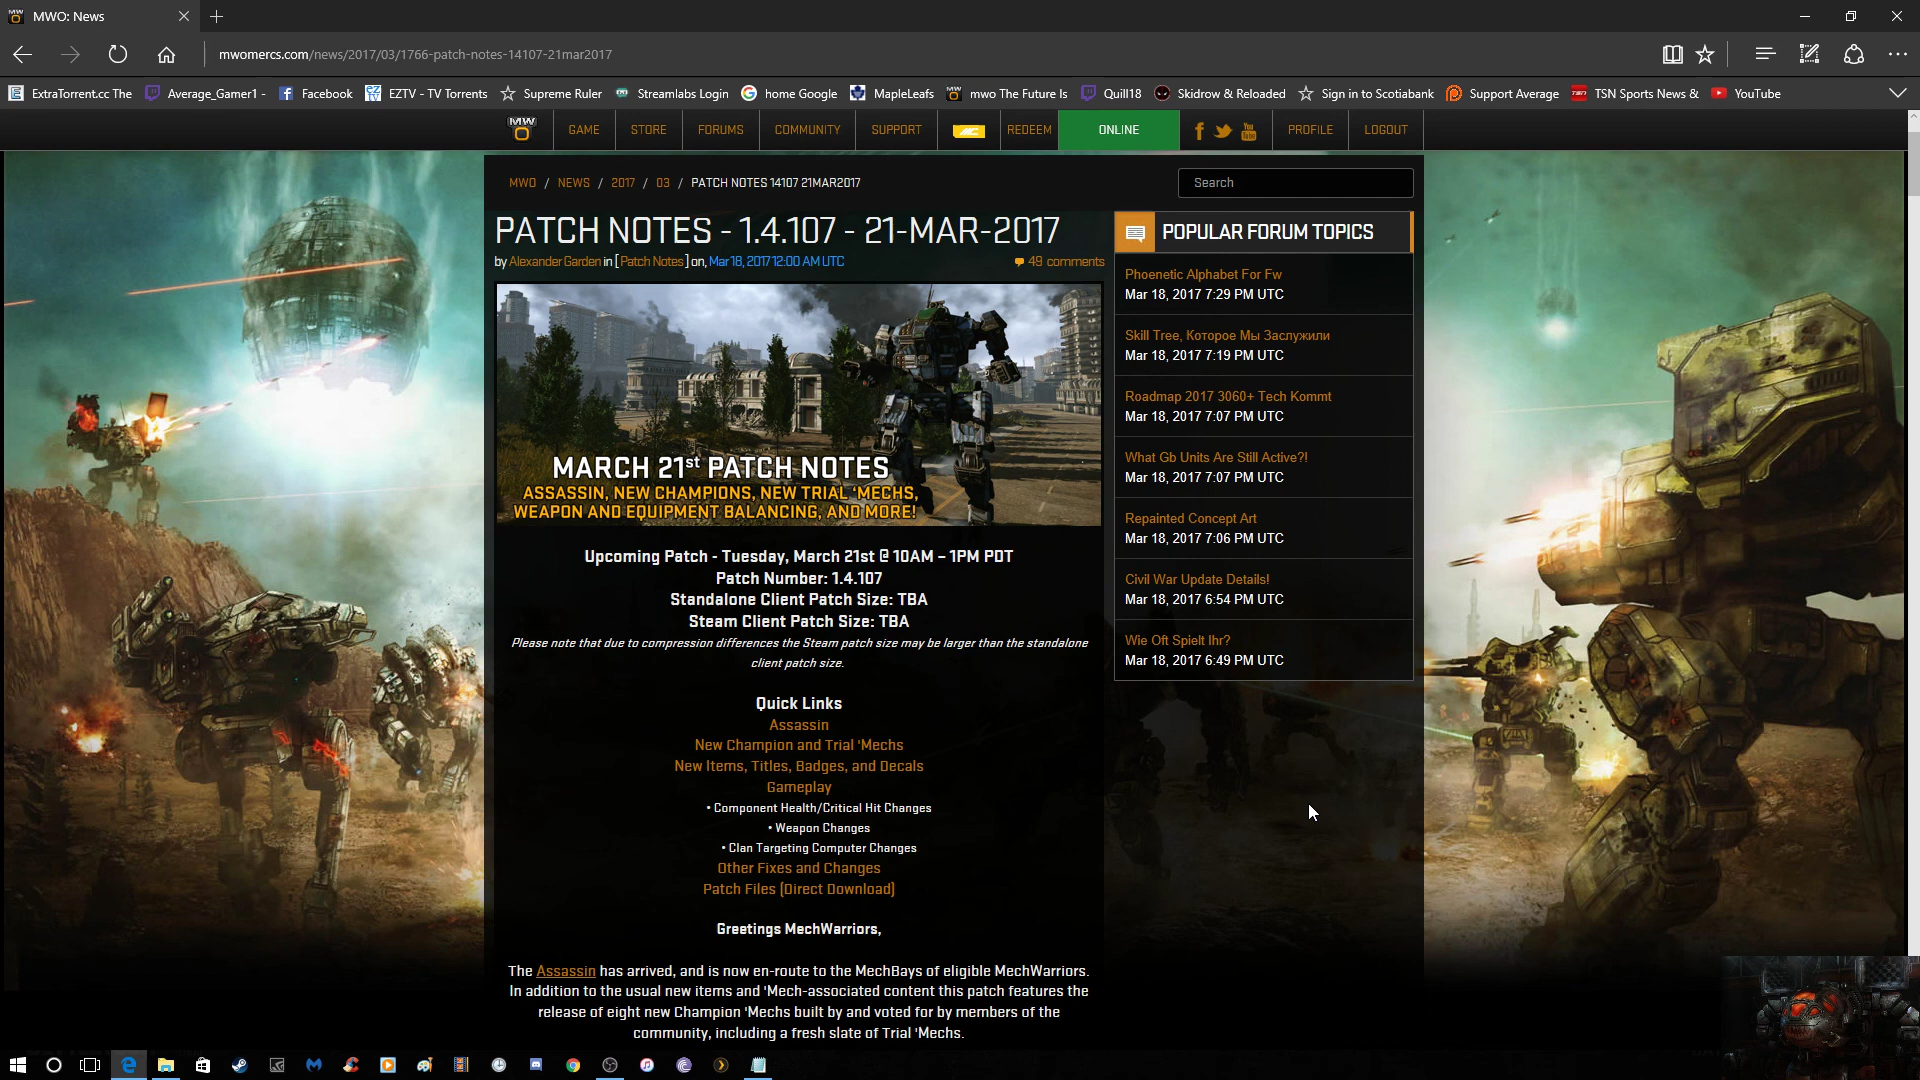 MWO: News
mwomercs.com/news/2017/03/1766-patch-notes-14107-21mar2017
ExtraTorrent.cc The
Average_Gamer1 -
Facebook
EZTV - TV Torrents
Supreme Ruler
Streamlabs Login
home Google
MapleLeafs
mwo The Future Is
Quill18
Skidrow & Reloaded
Sign in to Scotiabank
Support Average
TSN Sports News &
YouTube
GAME
STORE
FORUMS
COMMUNITY
SUPPORT
REDEEM
ONLINE
PROFILE
LOGOUT
MWO / NEWS / 2017 / 03 / PATCH NOTES 14107 21MAR2017
Search
PATCH NOTES - 1.4.107 - 21-MAR-2017
by Alexander Garden in [ Patch Notes ] on, Mar 18, 2017 12:00 AM UTC
49 comments
MARCH 21st PATCH NOTES
ASSASSIN, NEW CHAMPIONS, NEW TRIAL 'MECHS,
WEAPON AND EQUIPMENT BALANCING, AND MORE!
Upcoming Patch - Tuesday, March 21st @ 10AM – 1PM PDT
Patch Number: 1.4.107
Standalone Client Patch Size: TBA
Steam Client Patch Size: TBA
Please note that due to compression differences the Steam patch size may be larger than the standalone
client patch size.
Quick Links
Assassin
New Champion and Trial 'Mechs
New Items, Titles, Badges, and Decals
Gameplay
• Component Health/Critical Hit Changes
• Weapon Changes
• Clan Targeting Computer Changes
Other Fixes and Changes
Patch Files [Direct Download]
Greetings MechWarriors,
The Assassin has arrived, and is now en-route to the MechBays of eligible MechWarriors.
In addition to the usual new items and 'Mech-associated content this patch features the
release of eight new Champion 'Mechs built by and voted for by members of the
community, including a fresh slate of Trial 'Mechs.
POPULAR FORUM TOPICS
Phoenetic Alphabet For Fw
Mar 18, 2017 7:29 PM UTC
Skill Tree, Которое Мы Заслужили
Mar 18, 2017 7:19 PM UTC
Roadmap 2017 3060+ Tech Kommt
Mar 18, 2017 7:07 PM UTC
What Gb Units Are Still Active?!
Mar 18, 2017 7:07 PM UTC
Repainted Concept Art
Mar 18, 2017 7:06 PM UTC
Civil War Update Details!
Mar 18, 2017 6:54 PM UTC
Wie Oft Spielt Ihr?
Mar 18, 2017 6:49 PM UTC